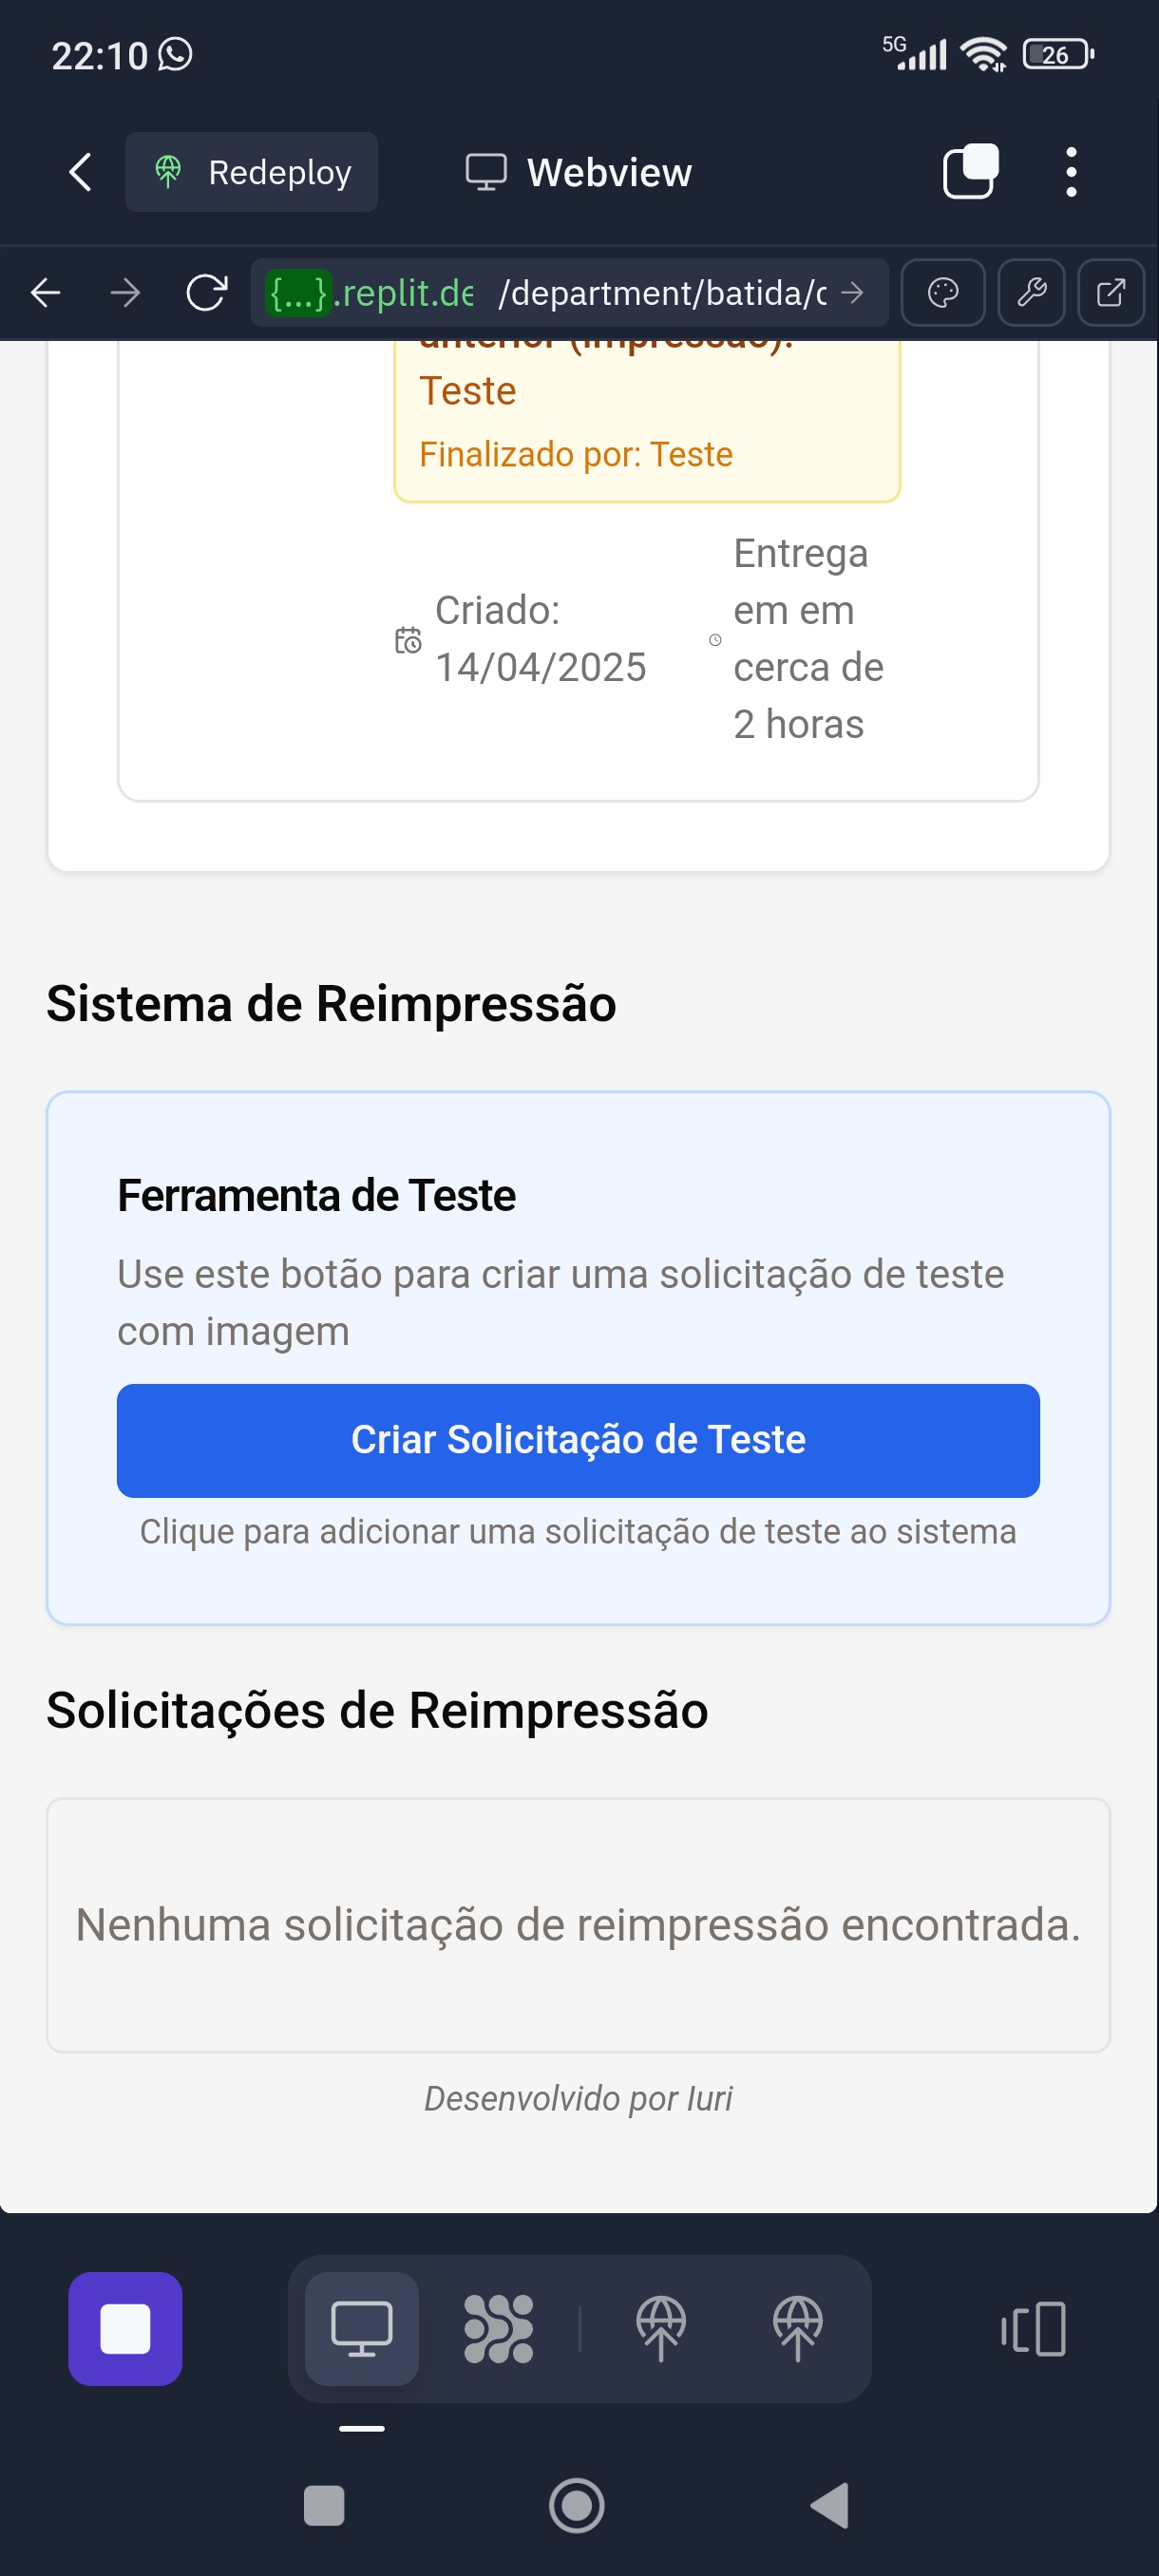 22:10
5G
26
Redeploy
Webview
{...}.replit.de
/department/batida/c
anterior (impressão):
Teste
Finalizado por: Teste
Criado:
14/04/2025
Entrega
em em
cerca de
2 horas
Sistema de Reimpressão
Ferramenta de Teste
Use este botão para criar uma solicitação de teste
com imagem
Criar Solicitação de Teste
Clique para adicionar uma solicitação de teste ao sistema
Solicitações de Reimpressão
Nenhuma solicitação de reimpressão encontrada.
Desenvolvido por Iuri